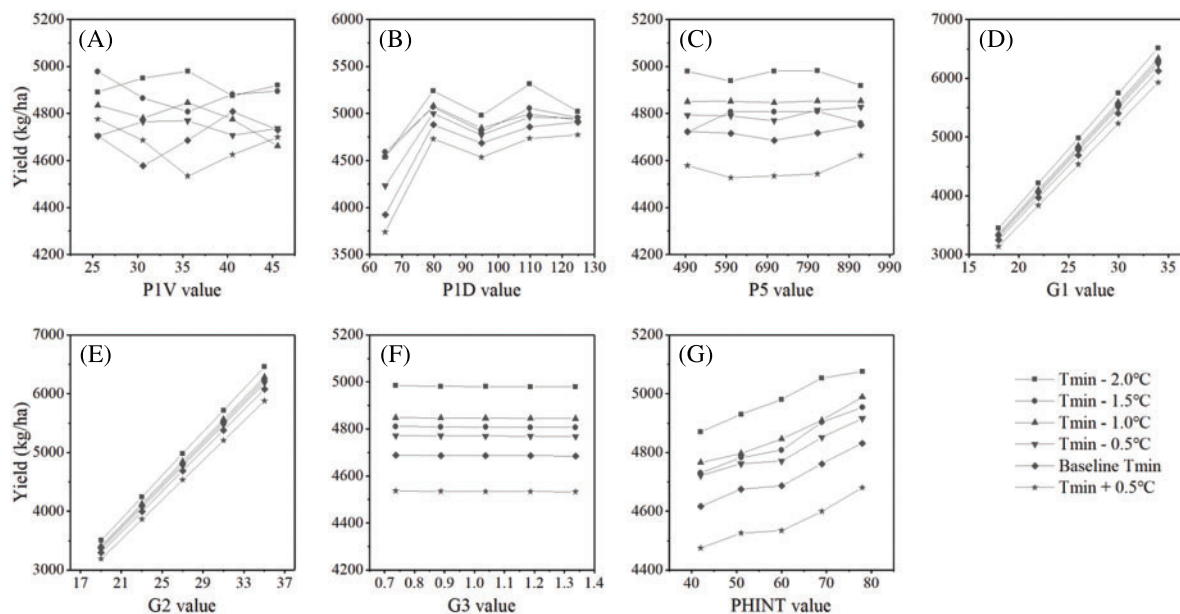 (A)
5200
5000
4800
4600
4400
4200
25 30 35 40 45
P1V value
Yield (kg/ha)
(B)
6000
5500
5000
4500
4000
3500
60 70 80 90 100 110 120 130
P1D value
(C)
5200
5000
4800
4600
4400
4200
490 590 690 790 890 990
P5 value
(D)
7000
6000
5000
4000
3000
15 20 25 30 35
G1 value
(E)
7000
6000
5000
4000
3000
17 21 25 29 33 37
G2 value
Yield (kg/ha)
(F)
5200
5000
4800
4600
4400
4200
0.7 0.8 0.9 1.0 1.1 1.2 1.3 1.4
G3 value
(G)
5200
5000
4800
4600
4400
40 50 60 70 80
PHINT value
Tmin - 2.0℃
Tmin - 1.5℃
Tmin - 1.0℃
Tmin - 0.5℃
Baseline Tmin
Tmin + 0.5℃